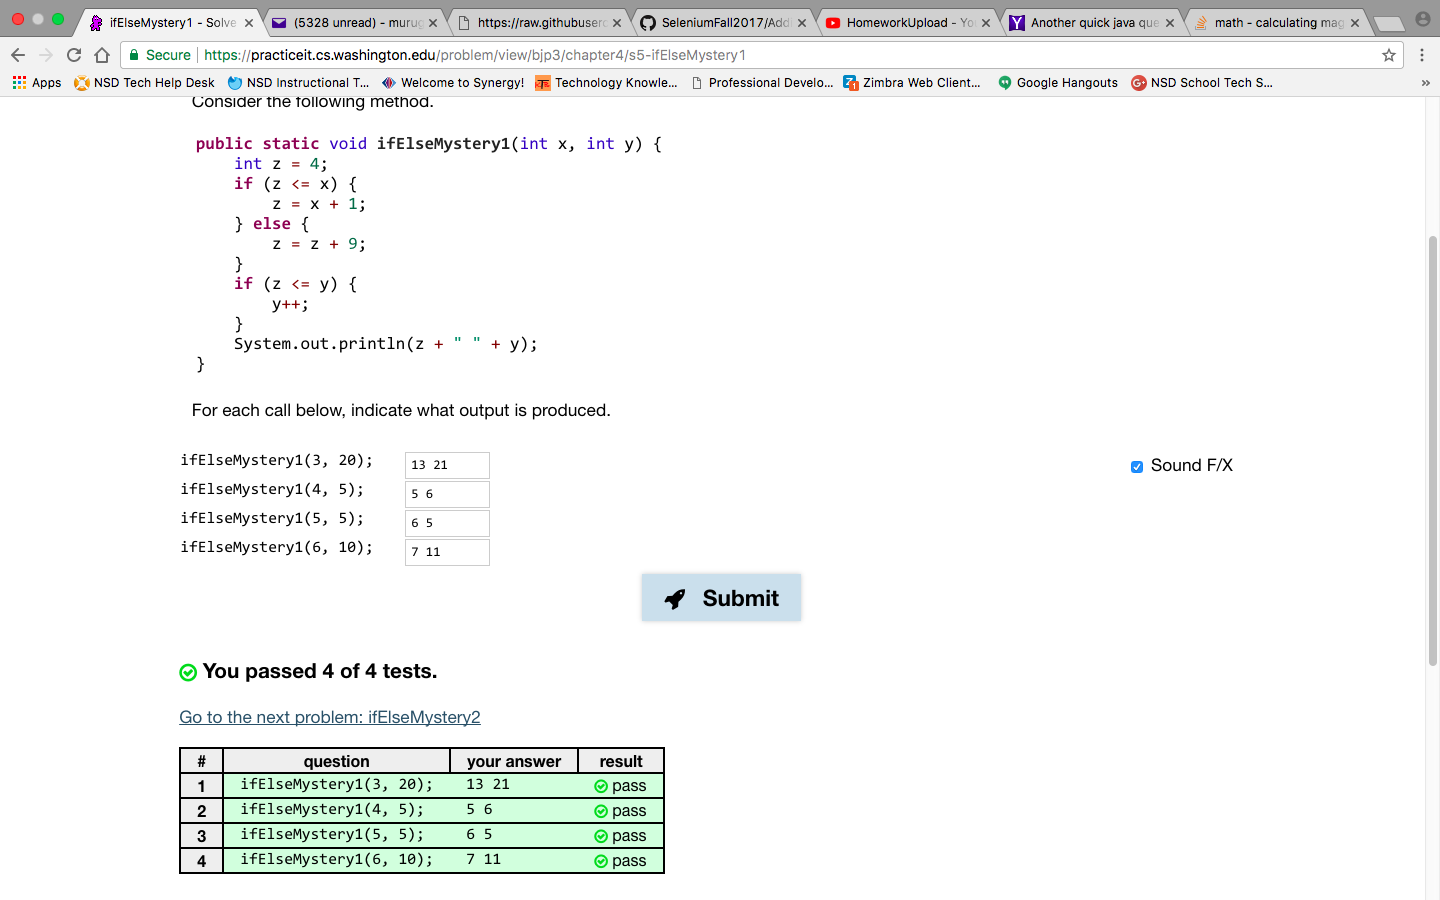 ifElseMystery1 - Solve
(5328 unread) - murug
https://raw.githubuserc
SeleniumFall2017/Addi
HomeworkUpload - Yo
Another quick java que
math - calculating mag
Secure https://practiceit.cs.washington.edu/problem/view/bjp3/chapter4/s5-ifElseMystery1
Apps NSD Tech Help Desk NSD Instructional T... Welcome to Synergy! Technology Knowle... Professional Develo... Zimbra Web Client... Google Hangouts NSD School Tech S... »
Consider the following method.
public static void ifElseMystery1(int x, int y) {
int z = 4;
if (z <= x) {
z = x + 1;
} else {
z = z + 9;
}
if (z <= y) {
y++;
}
System.out.println(z + " " + y);
}
For each call below, indicate what output is produced.
ifElseMystery1(3, 20); 13 21
Sound F/X
ifElseMystery1(4, 5); 5 6
ifElseMystery1(5, 5); 6 5
ifElseMystery1(6, 10); 7 11
Submit
You passed 4 of 4 tests.
Go to the next problem: ifElseMystery2
# question your answer result
1 ifElseMystery1(3, 20); 13 21 pass
2 ifElseMystery1(4, 5); 5 6 pass
3 ifElseMystery1(5, 5); 6 5 pass
4 ifElseMystery1(6, 10); 7 11 pass